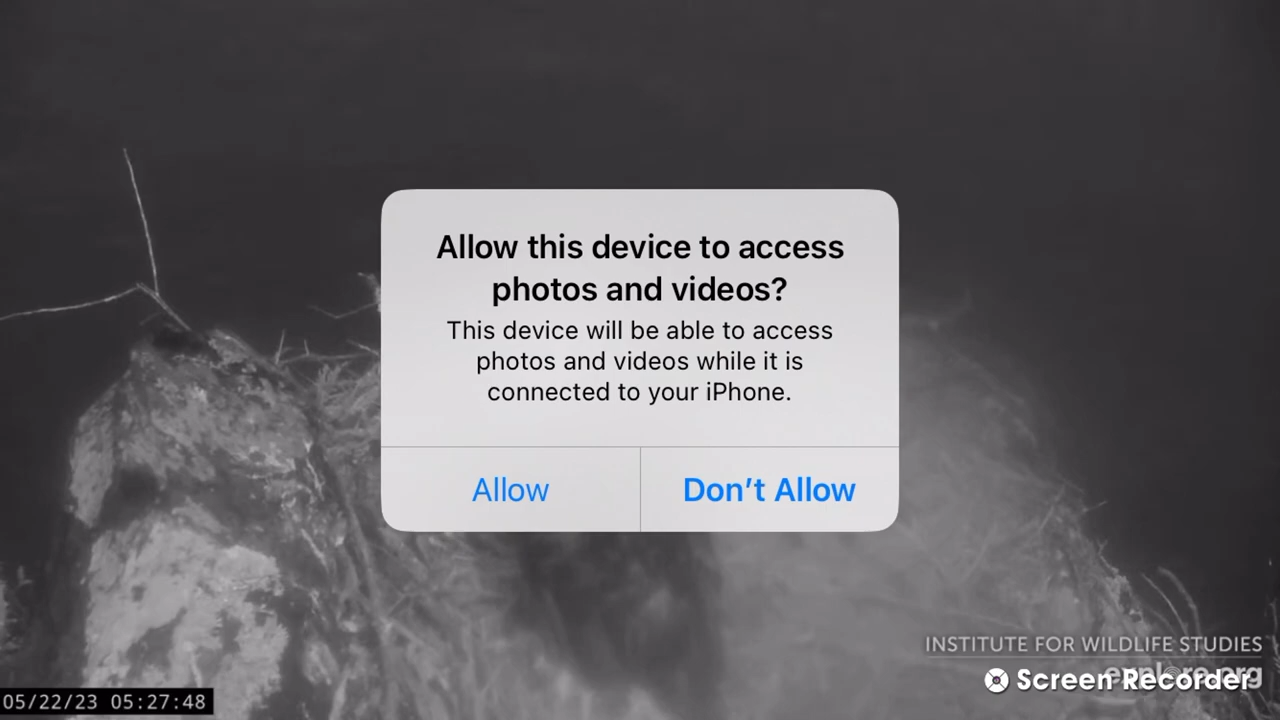 Allow this device to access
photos and videos?
This device will be able to access
photos and videos while it is
connected to your iPhone.
Allow
Don’t Allow
INSTITUTE FOR WILDLIFE STUDIES
explore.org
Screen Recorder
05/22/23 05:27:48